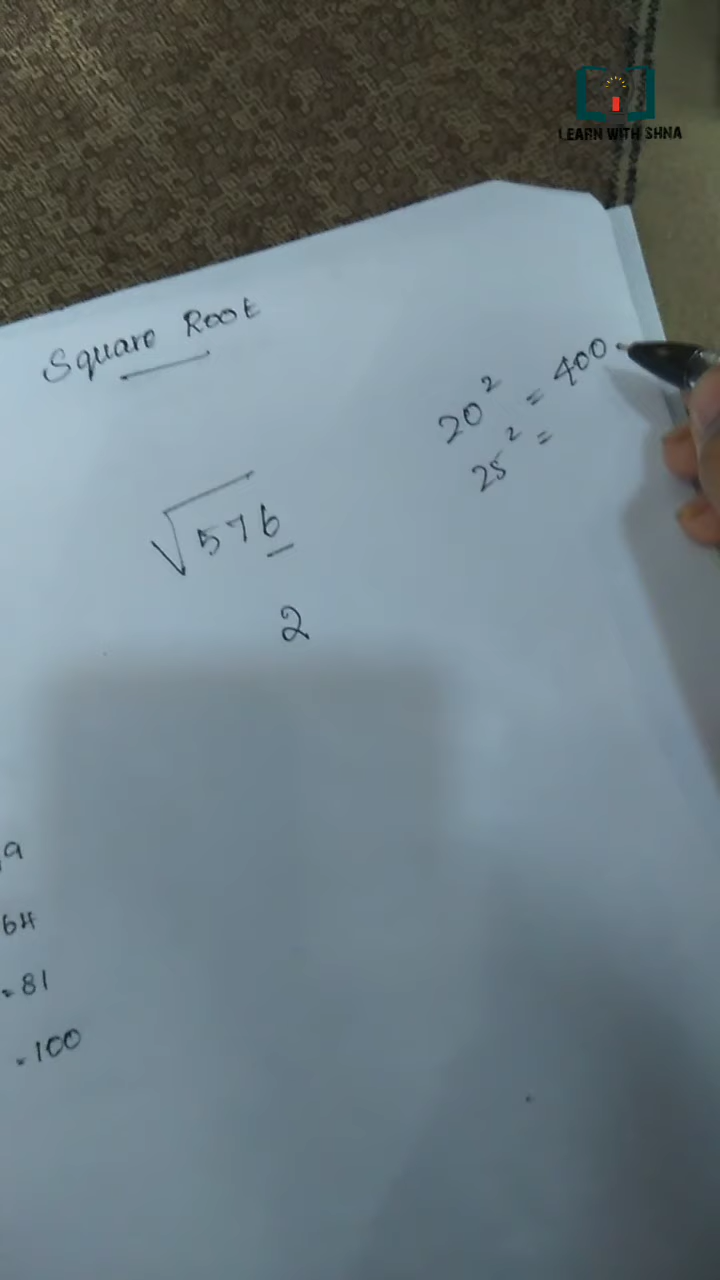 LEARN WITH SHNA
Square Root
20² = 400
25² =
√576
2
9
64
= 81
= 100